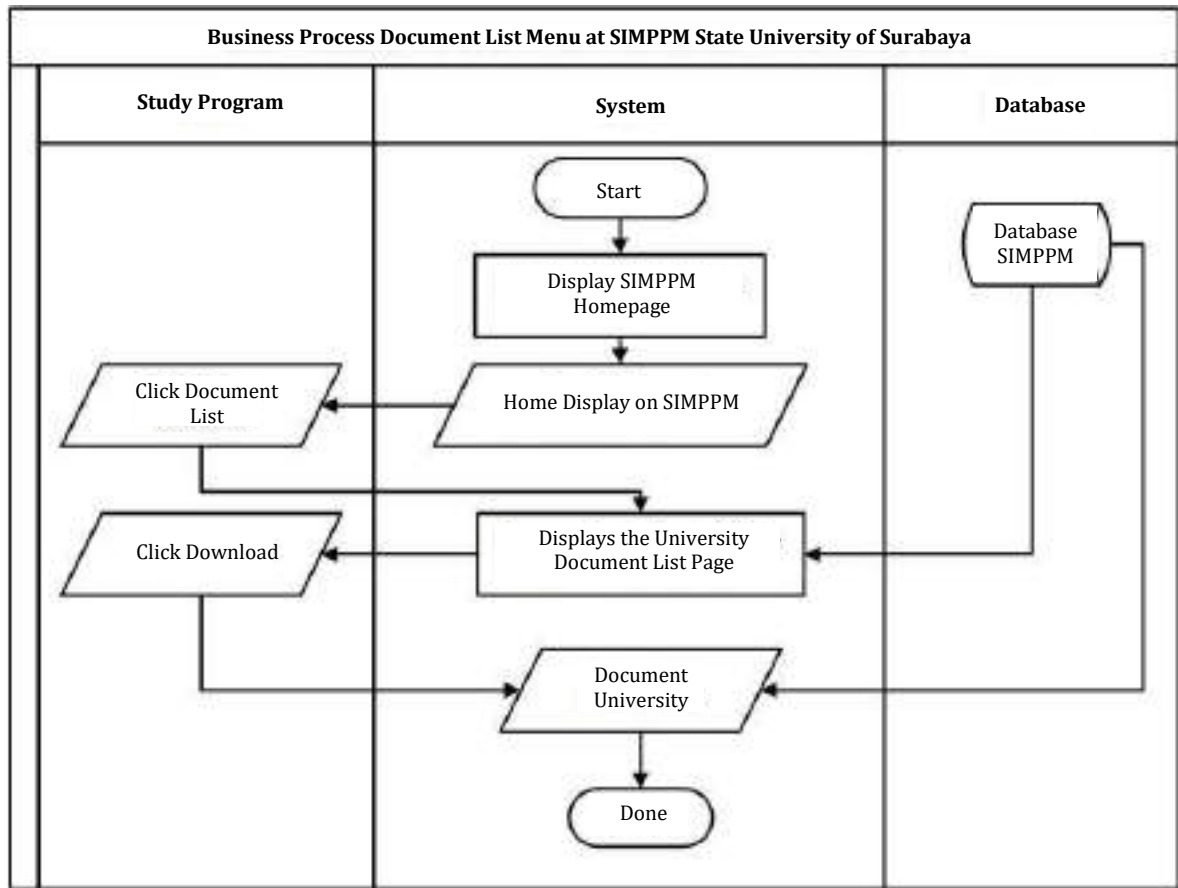 Business Process Document List Menu at SIMPPM State University of Surabaya
Study Program
System
Database
Start
Database
SIMPPM
Display SIMPPM
Homepage
Click Document
List
Home Display on SIMPPM
Click Download
Displays the University
Document List Page
Document
University
Done